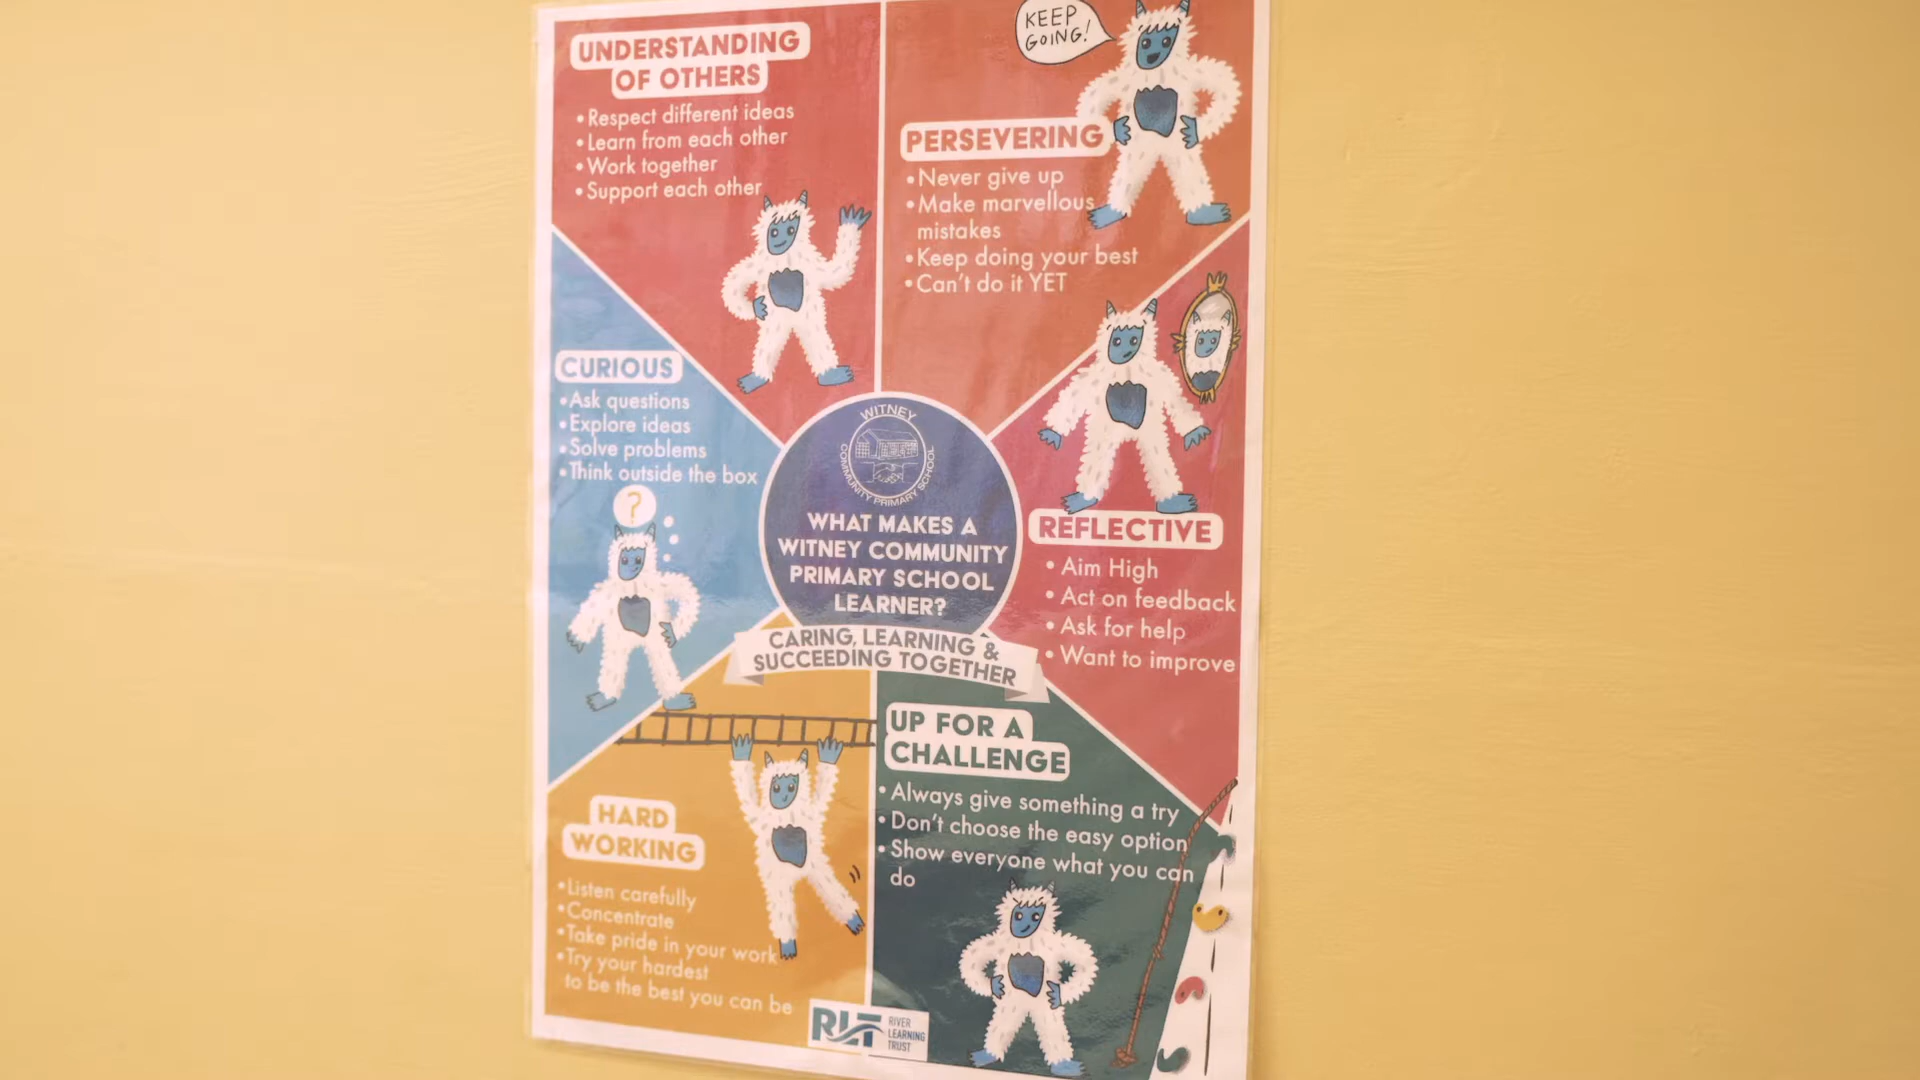 UNDERSTANDING
OF OTHERS
• Respect different ideas
• Learn from each other
• Work together
• Support each other
KEEP
GOING!
PERSEVERING
• Never give up
• Make marvellous
mistakes
• Keep doing your best
• Can't do it YET
CURIOUS
• Ask questions
• Explore ideas
• Solve problems
• Think outside the box
?
WITNEY
COMMUNITY PRIMARY SCHOOL
WHAT MAKES A
WITNEY COMMUNITY
PRIMARY SCHOOL
LEARNER?
CARING, LEARNING &
SUCCEEDING TOGETHER
REFLECTIVE
• Aim High
• Act on feedback
• Ask for help
• Want to improve
HARD
WORKING
• Listen carefully
• Concentrate
• Take pride in your work
• Try your hardest
to be the best you can be
UP FOR A
CHALLENGE
• Always give something a try
• Don't choose the easy option
• Show everyone what you can
do
RLT
RIVER
LEARNING
TRUST